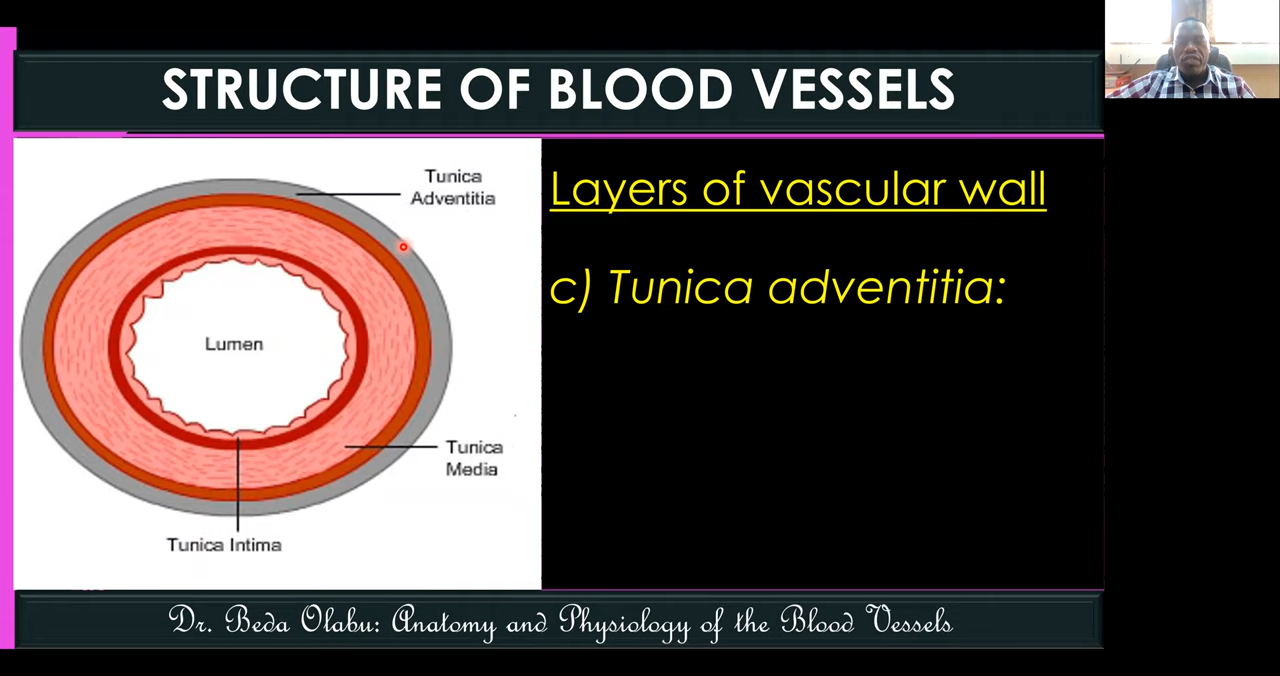 STRUCTURE OF BLOOD VESSELS
Tunica
Adventitia
Lumen
Tunica
Media
Tunica Intima
Layers of vascular wall
c) Tunica adventitia:
Dr. Beda Olabu: Anatomy and Physiology of the Blood Vessels